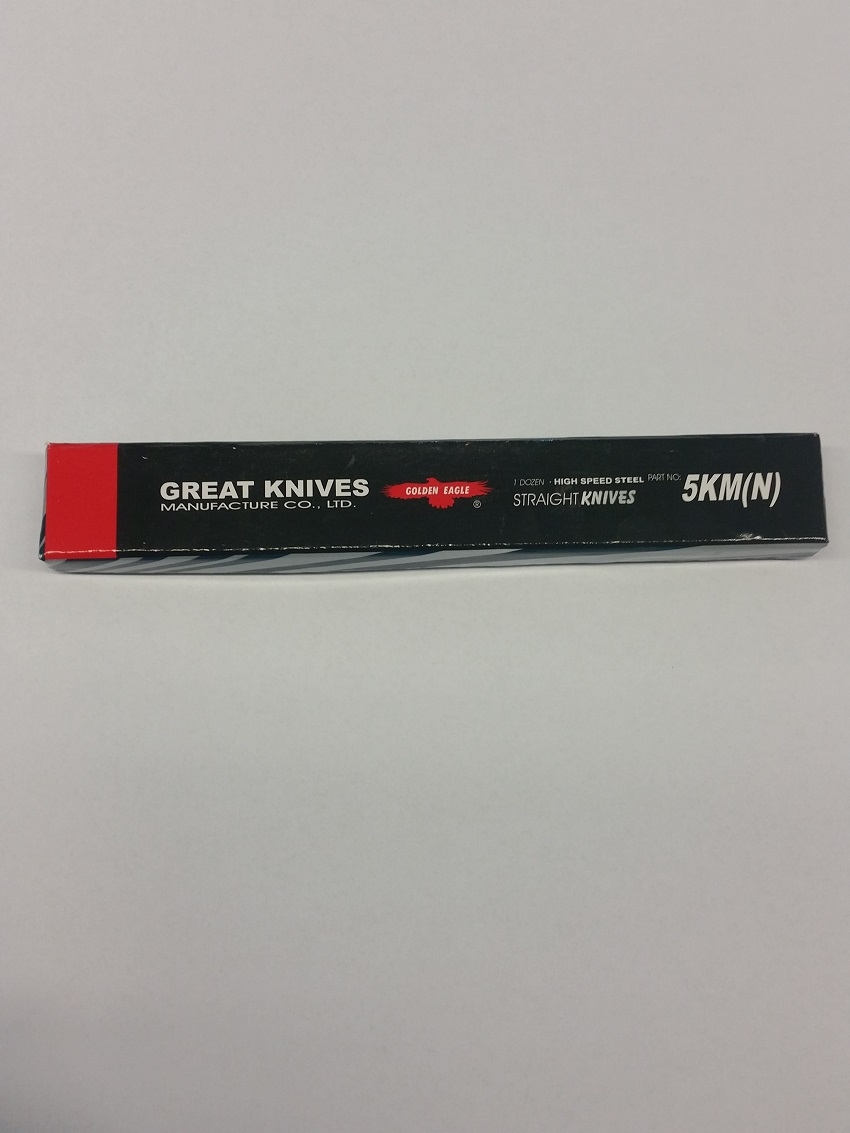 GREAT KNIVES
MANUFACTURE CO., LTD.
GOLDEN EAGLE
®
1 DOZEN · HIGH SPEED STEEL
STRAIGHT KNIVES
PART NO:
5KM(N)